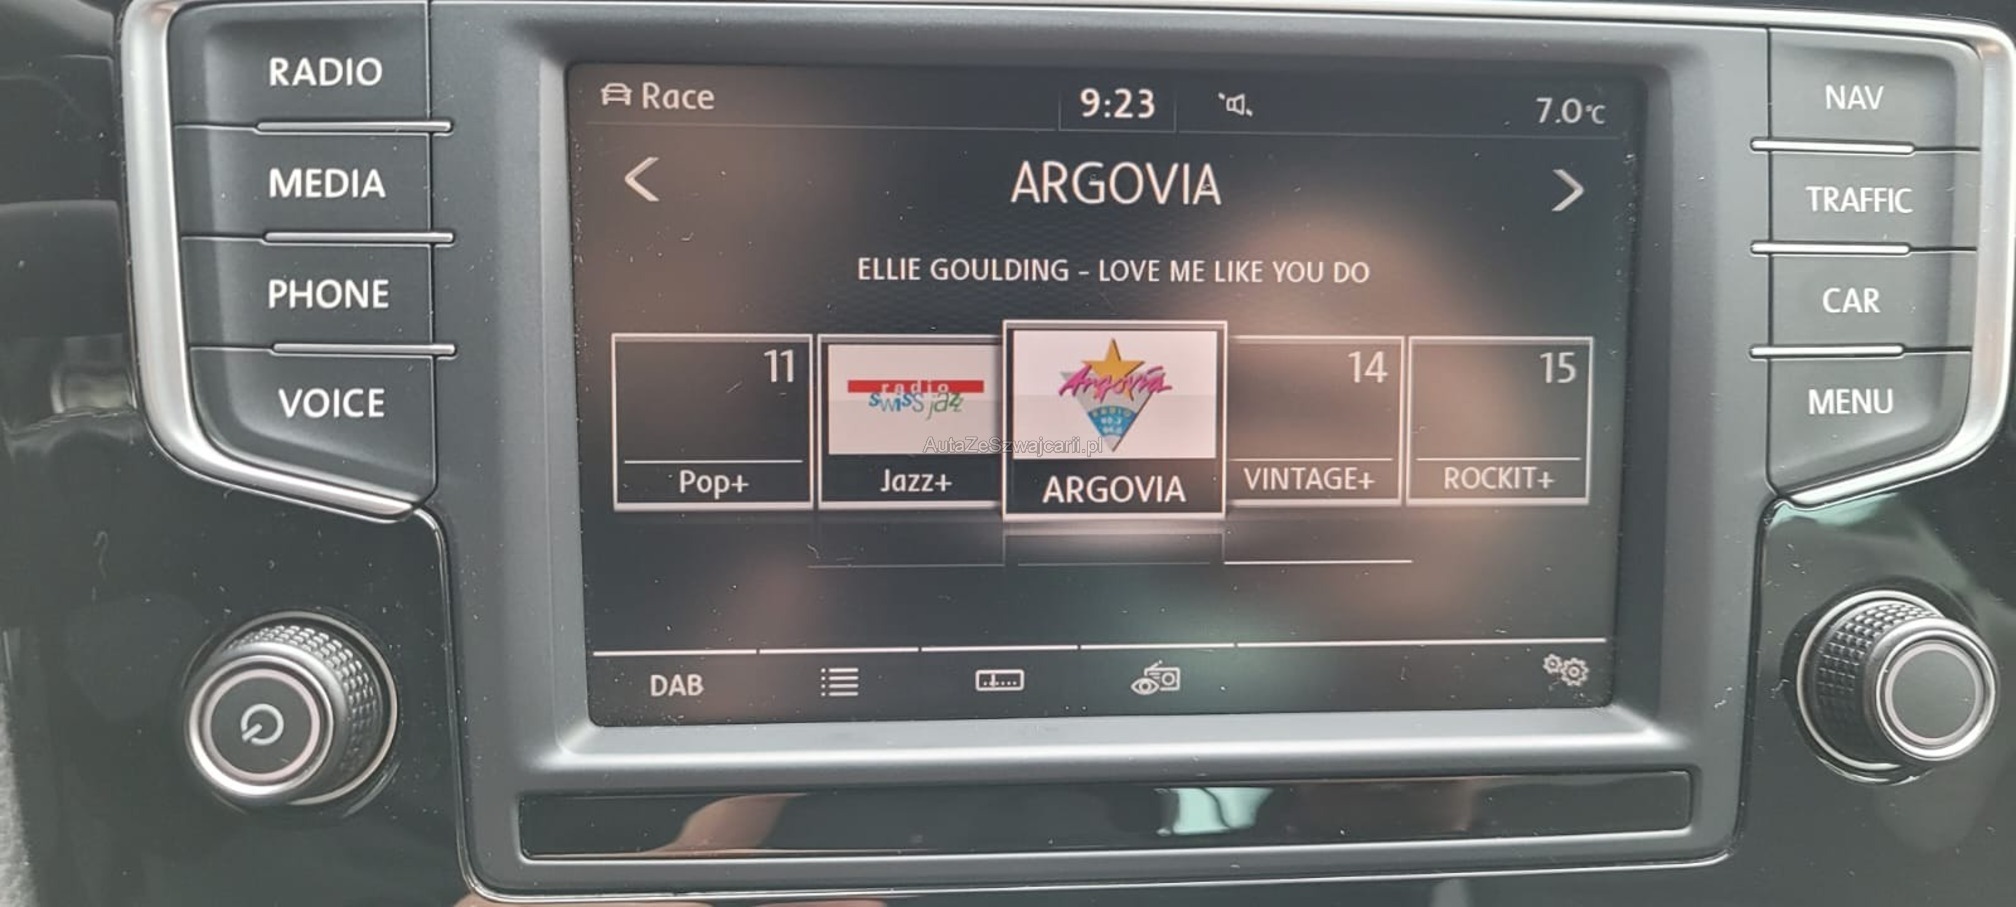 RADIO
MEDIA
PHONE
VOICE
Race
9:23
7.0°C
ARGOVIA
ELLIE GOULDING - LOVE ME LIKE YOU DO
11
Pop+
radio
swiss jazz
Jazz+
Argovia
RADIO
ARGOVIA
14
VINTAGE+
15
ROCKIT+
AutaZeSzwajcarii.pl
DAB
NAV
TRAFFIC
CAR
MENU